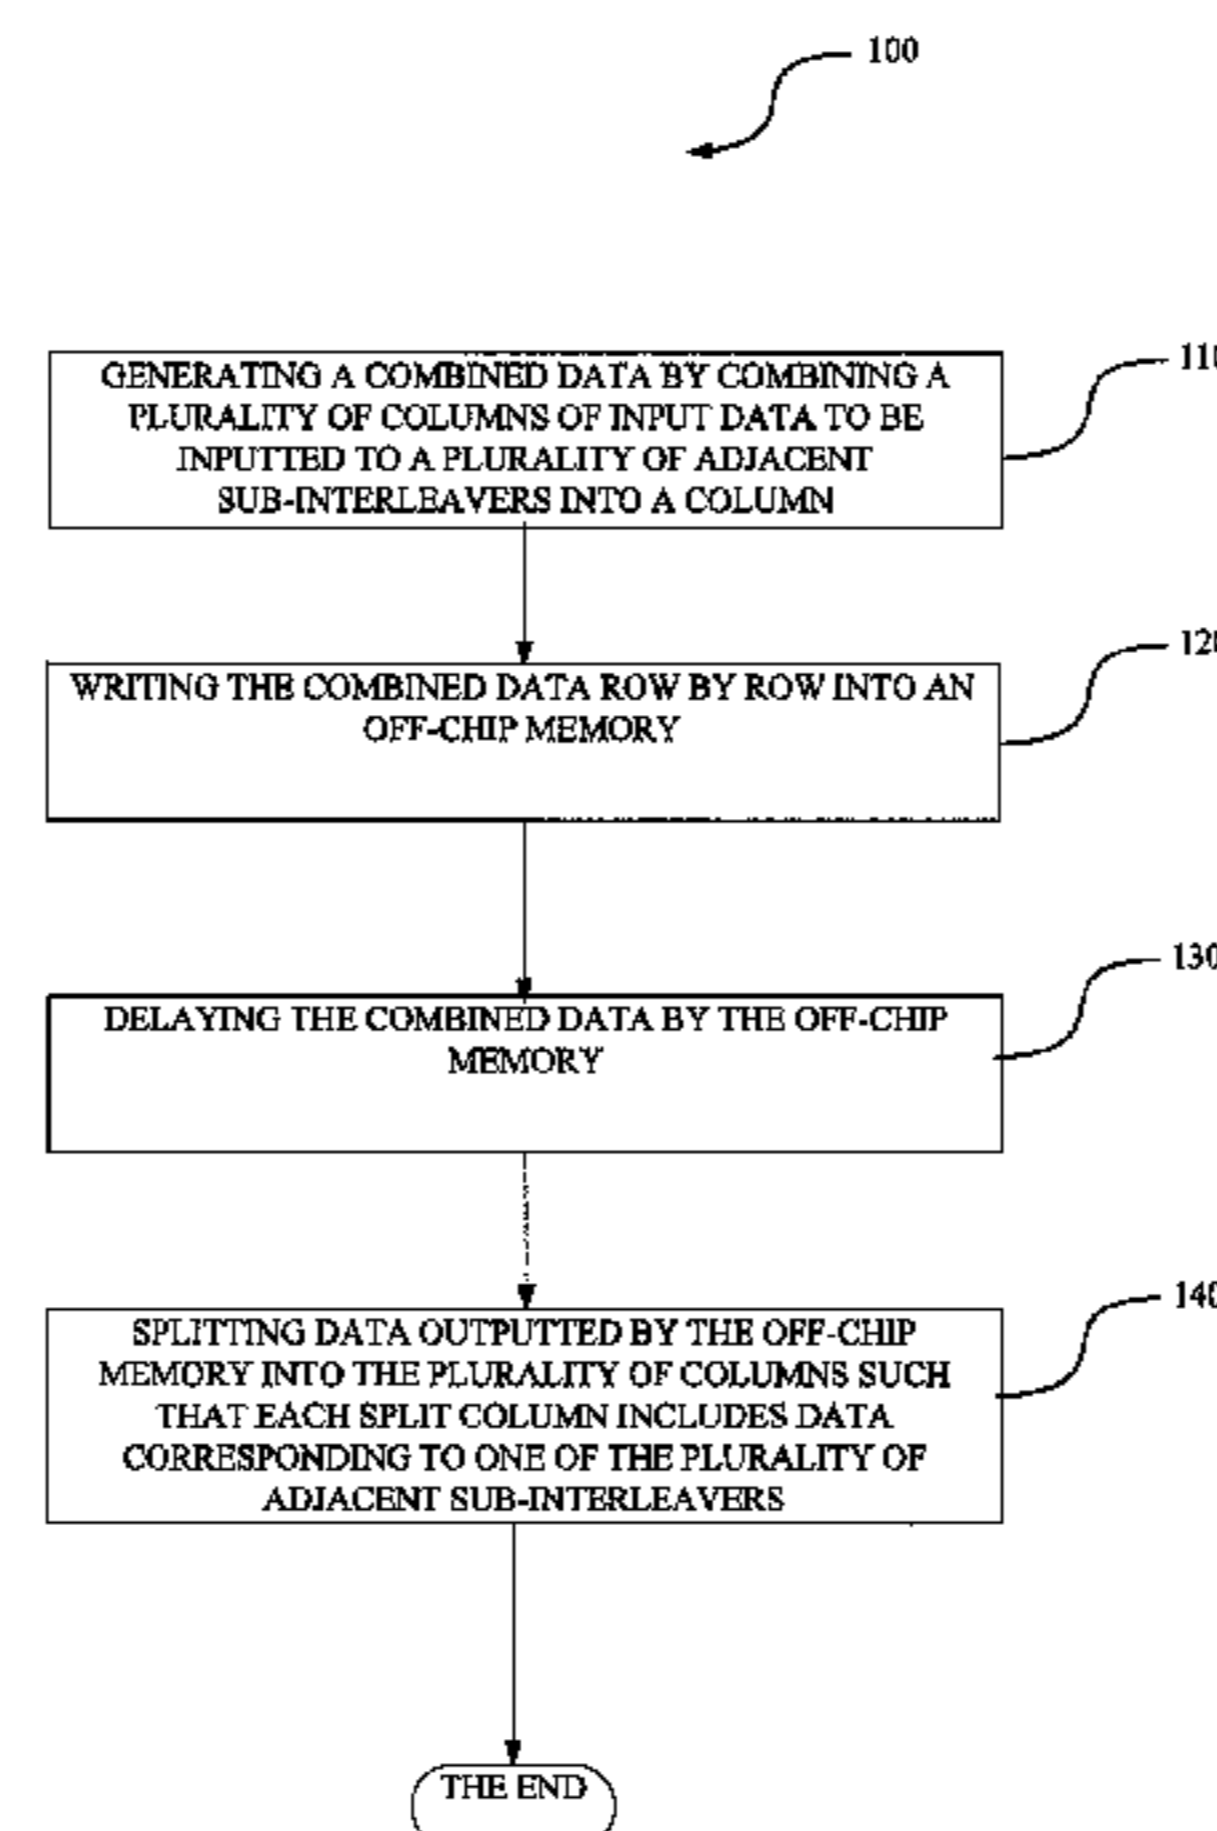 100
GENERATING A COMBINED DATA BY COMBINING A
PLURALITY OF COLUMNS OF INPUT DATA TO BE
INPUTTED TO A PLURALITY OF ADJACENT
SUB-INTERLEAVERS INTO A COLUMN
110
WRITING THE COMBINED DATA ROW BY ROW INTO AN
OFF-CHIP MEMORY
120
DELAYING THE COMBINED DATA BY THE OFF-CHIP
MEMORY
130
SPLITTING DATA OUTPUTTED BY THE OFF-CHIP
MEMORY INTO THE PLURALITY OF COLUMNS SUCH
THAT EACH SPLIT COLUMN INCLUDES DATA
CORRESPONDING TO ONE OF THE PLURALITY OF
ADJACENT SUB-INTERLEAVERS
140
THE END